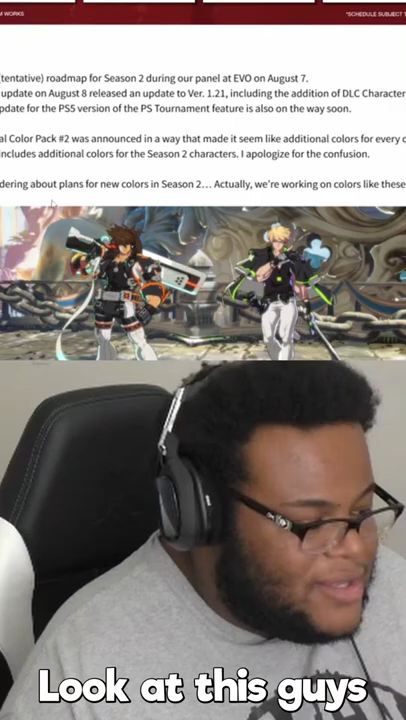 M WORKS
*SCHEDULE SUBJECT T
(tentative) roadmap for Season 2 during our panel at EVO on August 7.
update on August 8 released an update to Ver. 1.21, including the addition of DLC Character
pdate for the PS5 version of the PS Tournament feature is also on the way soon.
al Color Pack #2 was announced in a way that made it seem like additional colors for every c
includes additional colors for the Season 2 characters. I apologize for the confusion.
dering about plans for new colors in Season 2... Actually, we're working on colors like these
Look at this guys